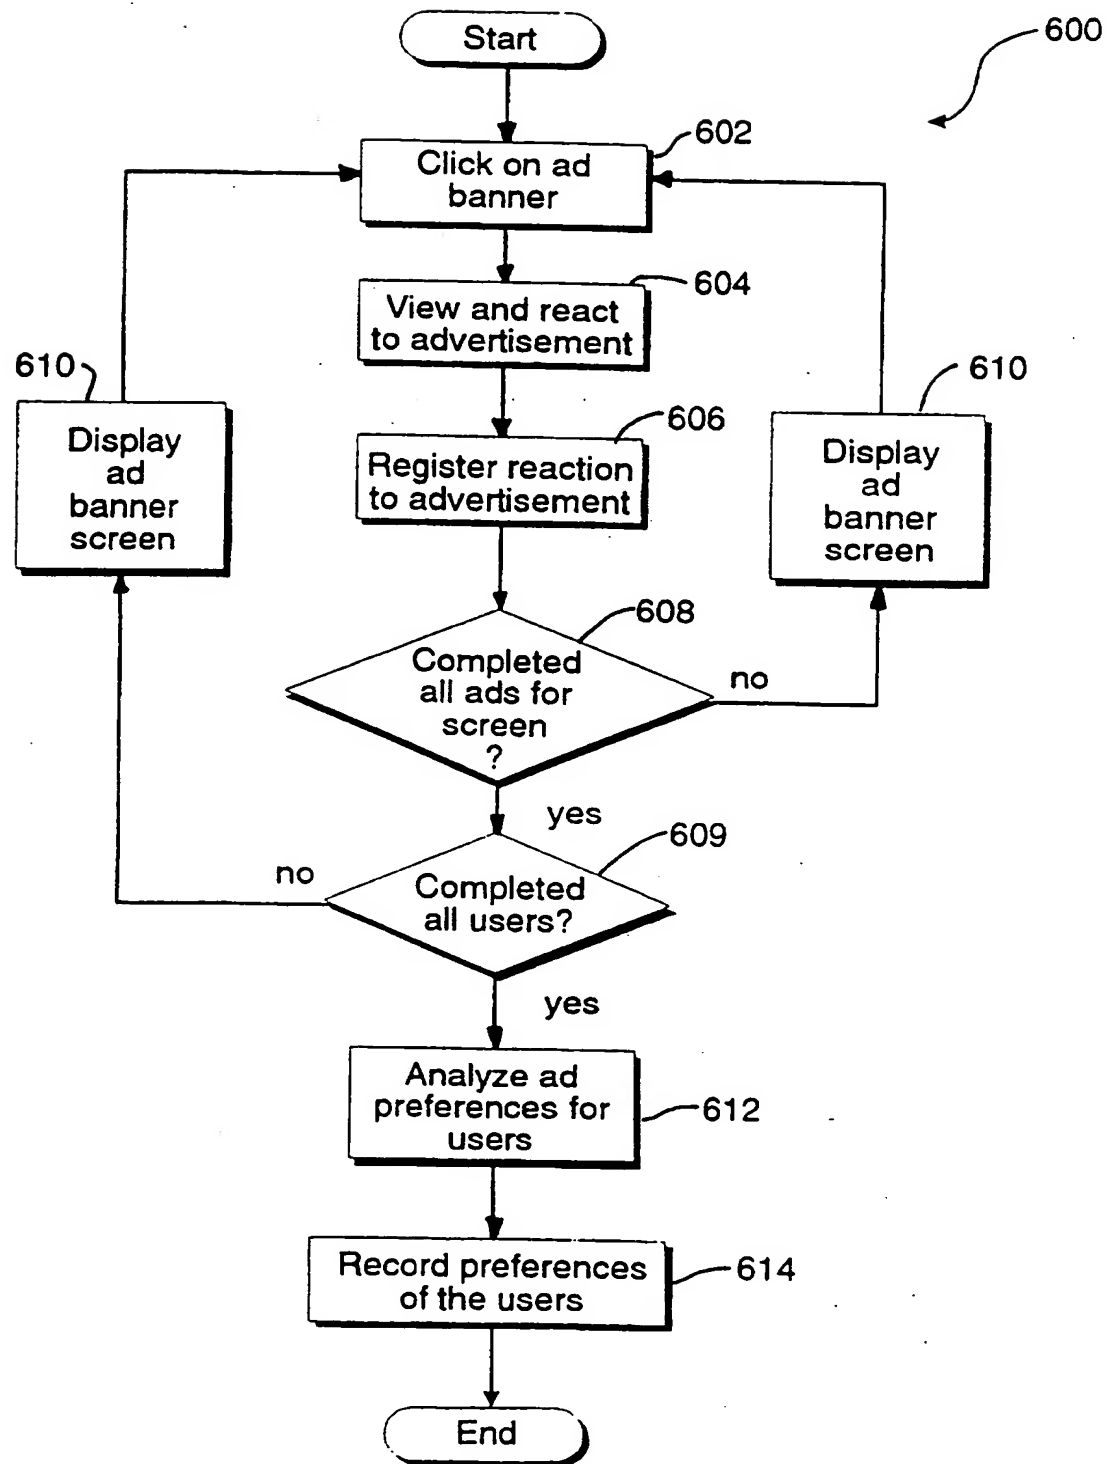 Start
600
602
Click on ad
banner
604
View and react
to advertisement
606
Register reaction
to advertisement
610
Display
ad
banner
screen
610
Display
ad
banner
screen
608
Completed
all ads for
screen
?
no
yes
609
no
Completed
all users?
yes
Analyze ad
preferences for
users
612
Record preferences
of the users
614
End